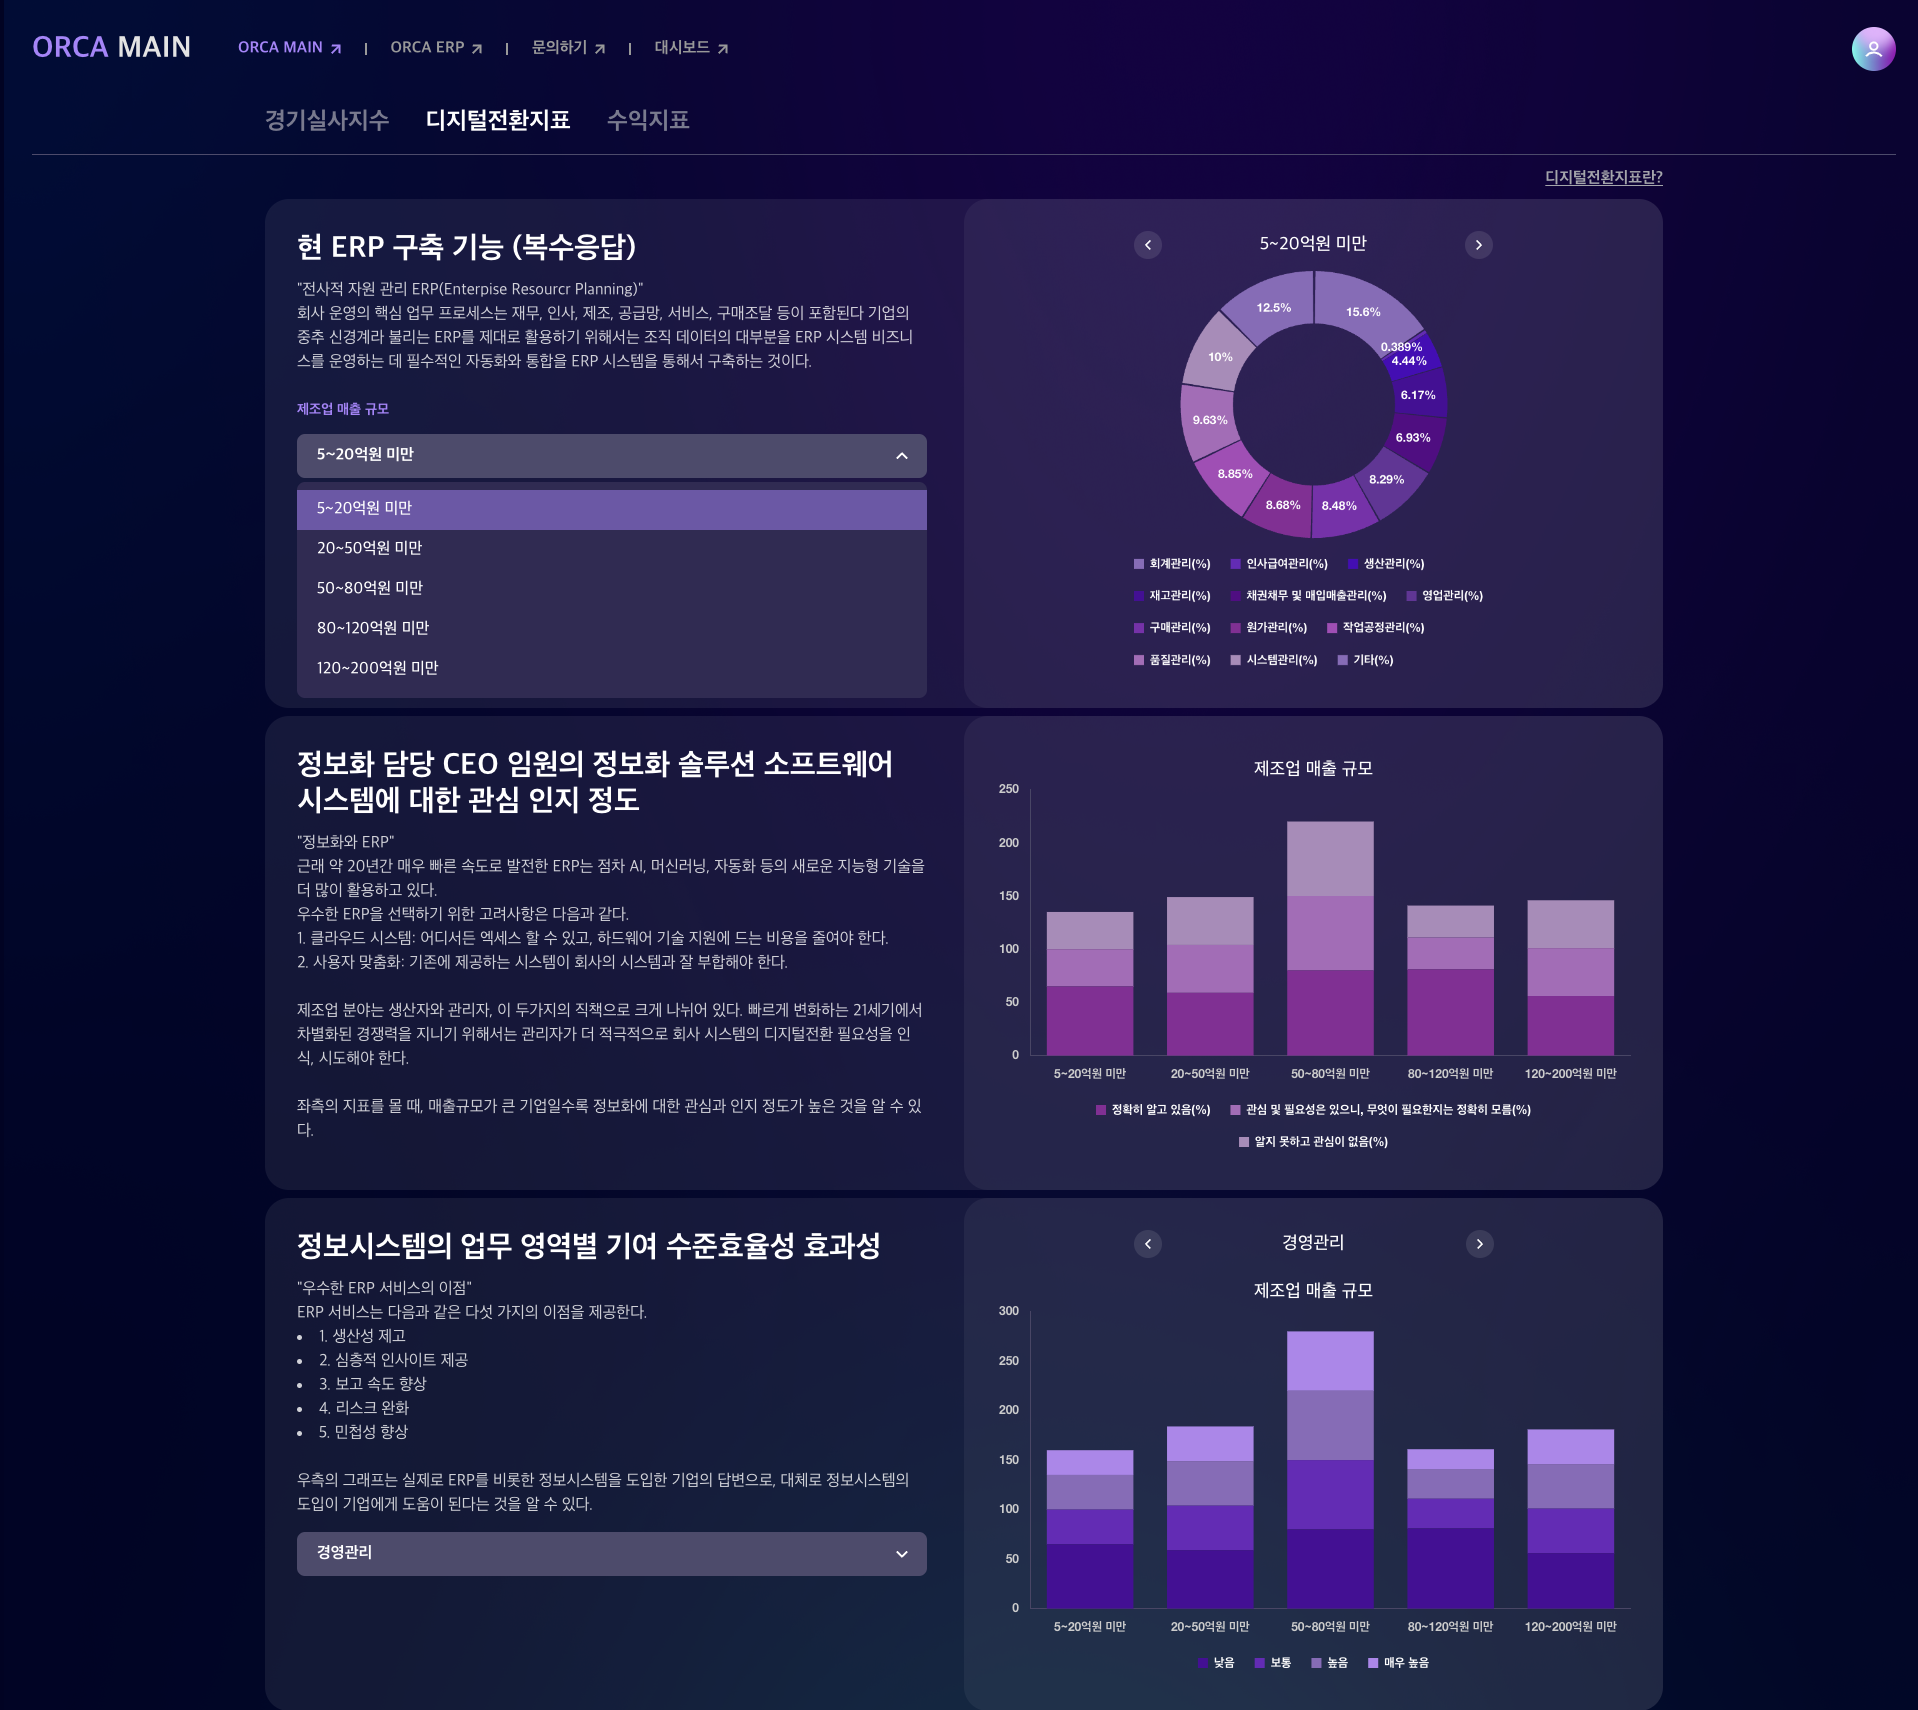 ORCA MAIN
ORCA MAIN | ORCA ERP | 문의하기 | 대시보드
경기실사지수 디지털전환지표 수익지표
디지털전환지표란?
현 ERP 구축 기능 (복수응답)
"전사적 자원 관리 ERP(Enterpise Resourcr Planning)"
회사 운영의 핵심 업무 프로세스는 재무, 인사, 제조, 공급망, 서비스, 구매조달 등이 포함된다 기업의
중추 신경계라 불리는 ERP를 제대로 활용하기 위해서는 조직 데이터의 대부분을 ERP 시스템 비즈니
스를 운영하는 데 필수적인 자동화와 통합을 ERP 시스템을 통해서 구축하는 것이다.
제조업 매출 규모
5~20억원 미만
5~20억원 미만
20~50억원 미만
50~80억원 미만
80~120억원 미만
120~200억원 미만
5~20억원 미만
12.5%
15.6%
0.389%
4.44%
10%
6.17%
9.63%
6.93%
8.85%
8.29%
8.68%
8.48%
회계관리(%) 인사급여관리(%) 생산관리(%)
재고관리(%) 채권채무 및 매입매출관리(%) 영업관리(%)
구매관리(%) 원가관리(%) 작업공정관리(%)
품질관리(%) 시스템관리(%) 기타(%)
정보화 담당 CEO 임원의 정보화 솔루션 소프트웨어
시스템에 대한 관심 인지 정도
"정보화와 ERP"
근래 약 20년간 매우 빠른 속도로 발전한 ERP는 점차 AI, 머신러닝, 자동화 등의 새로운 지능형 기술을
더 많이 활용하고 있다.
우수한 ERP을 선택하기 위한 고려사항은 다음과 같다.
1. 클라우드 시스템: 어디서든 엑세스 할 수 있고, 하드웨어 기술 지원에 드는 비용을 줄여야 한다.
2. 사용자 맞춤화: 기존에 제공하는 시스템이 회사의 시스템과 잘 부합해야 한다.
제조업 분야는 생산자와 관리자, 이 두가지의 직책으로 크게 나뉘어 있다. 빠르게 변화하는 21세기에서
차별화된 경쟁력을 지니기 위해서는 관리자가 더 적극적으로 회사 시스템의 디지털전환 필요성을 인
식, 시도해야 한다.
좌측의 지표를 몰 때, 매출규모가 큰 기업일수록 정보화에 대한 관심과 인지 정도가 높은 것을 알 수 있
다.
제조업 매출 규모
250
200
150
100
50
0
5~20억원 미만 20~50억원 미만 50~80억원 미만 80~120억원 미만 120~200억원 미만
정확히 알고 있음(%) 관심 및 필요성은 있으니, 무엇이 필요한지는 정확히 모름(%)
알지 못하고 관심이 없음(%)
정보시스템의 업무 영역별 기여 수준효율성 효과성
"우수한 ERP 서비스의 이점"
ERP 서비스는 다음과 같은 다섯 가지의 이점을 제공한다.
• 1. 생산성 제고
• 2. 심층적 인사이트 제공
• 3. 보고 속도 향상
• 4. 리스크 완화
• 5. 민첩성 향상
우측의 그래프는 실제로 ERP를 비롯한 정보시스템을 도입한 기업의 답변으로, 대체로 정보시스템의
도입이 기업에게 도움이 된다는 것을 알 수 있다.
경영관리
경영관리
제조업 매출 규모
300
250
200
150
100
50
0
5~20억원 미만 20~50억원 미만 50~80억원 미만 80~120억원 미만 120~200억원 미만
낮음 보통 높음 매우 높음